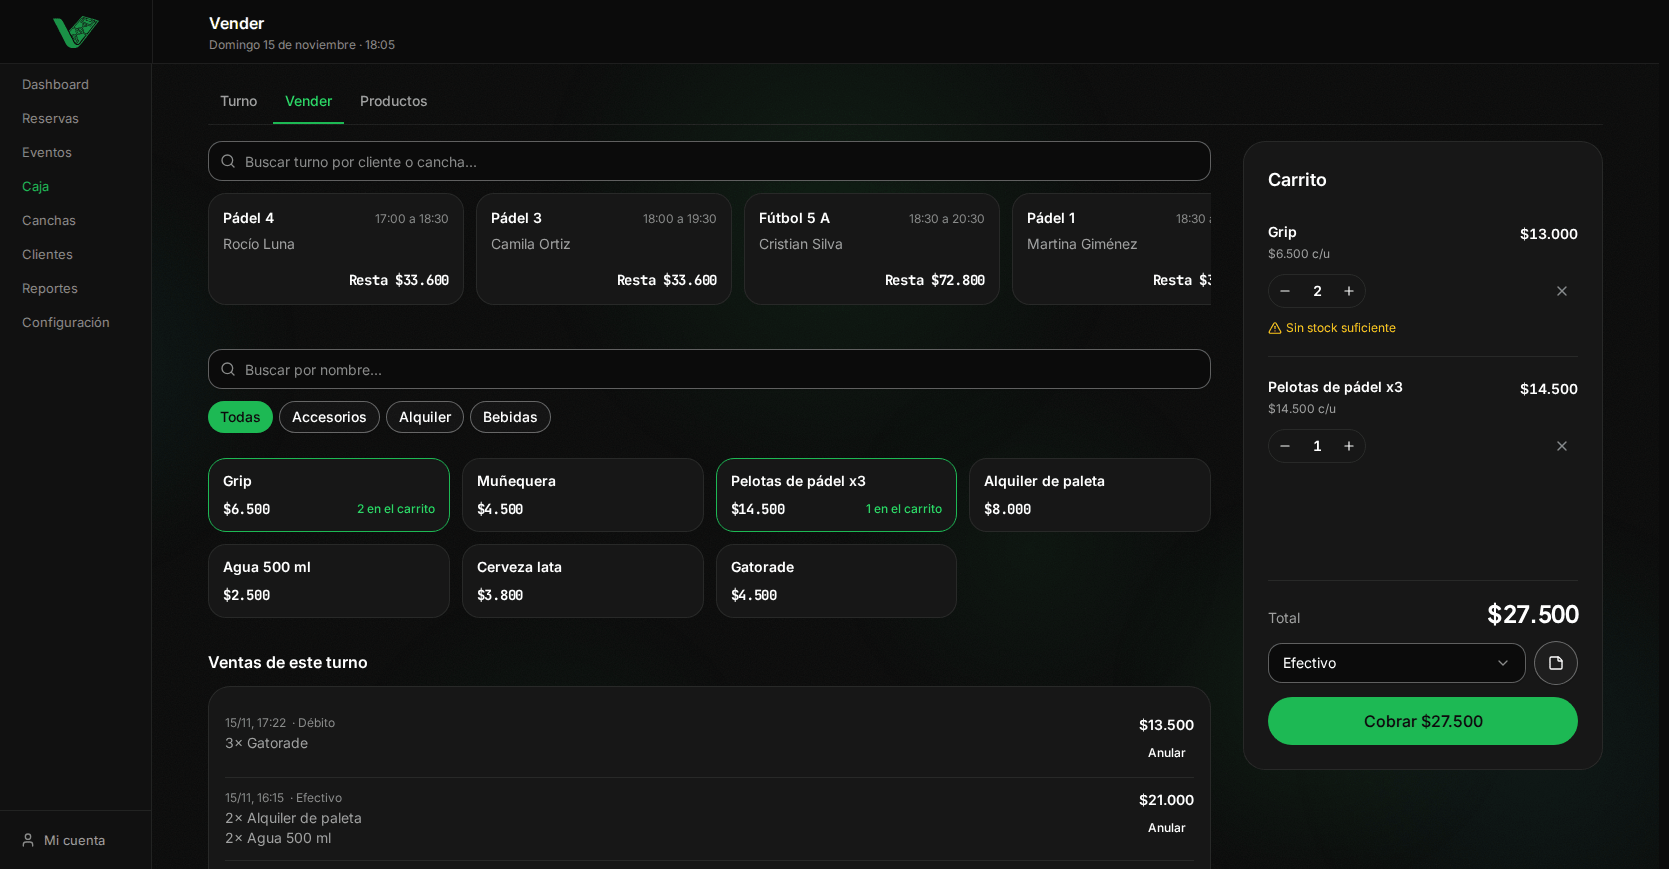 Vender
Domingo 15 de noviembre · 18:05
Dashboard
Reservas
Eventos
Caja
Canchas
Clientes
Reportes
Configuración
Mi cuenta
Turno
Vender
Productos
Buscar turno por cliente o cancha...
Pádel 4
17:00 a 18:30
Rocío Luna
Resta $33.600
Pádel 3
18:00 a 19:30
Camila Ortiz
Resta $33.600
Fútbol 5 A
18:30 a 20:30
Cristian Silva
Resta $72.800
Pádel 1
18:30
Martina Giménez
Resta
Buscar por nombre...
Todas
Accesorios
Alquiler
Bebidas
Grip
$6.500
2 en el carrito
Muñequera
$4.500
Pelotas de pádel x3
$14.500
1 en el carrito
Alquiler de paleta
$8.000
Agua 500 ml
$2.500
Cerveza lata
$3.800
Gatorade
$4.500
Ventas de este turno
15/11, 17:22 · Débito
3× Gatorade
$13.500
Anular
15/11, 16:15 · Efectivo
2× Alquiler de paleta
2× Agua 500 ml
$21.000
Anular
Carrito
Grip
$13.000
$6.500 c/u
2
Sin stock suficiente
Pelotas de pádel x3
$14.500
$14.500 c/u
1
Total
$27.500
Efectivo
Cobrar $27.500